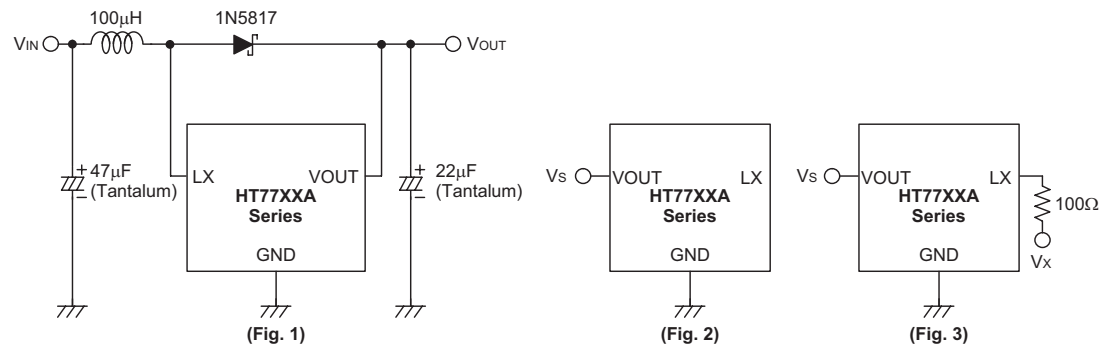 100μH
1N5817
VIN
VOUT
47μF
(Tantalum)
LX
VOUT
HT77XXA
Series
GND
22μF
(Tantalum)
(Fig. 1)
VS
VOUT
LX
HT77XXA
Series
GND
(Fig. 2)
VS
VOUT
LX
HT77XXA
Series
GND
100Ω
VX
(Fig. 3)